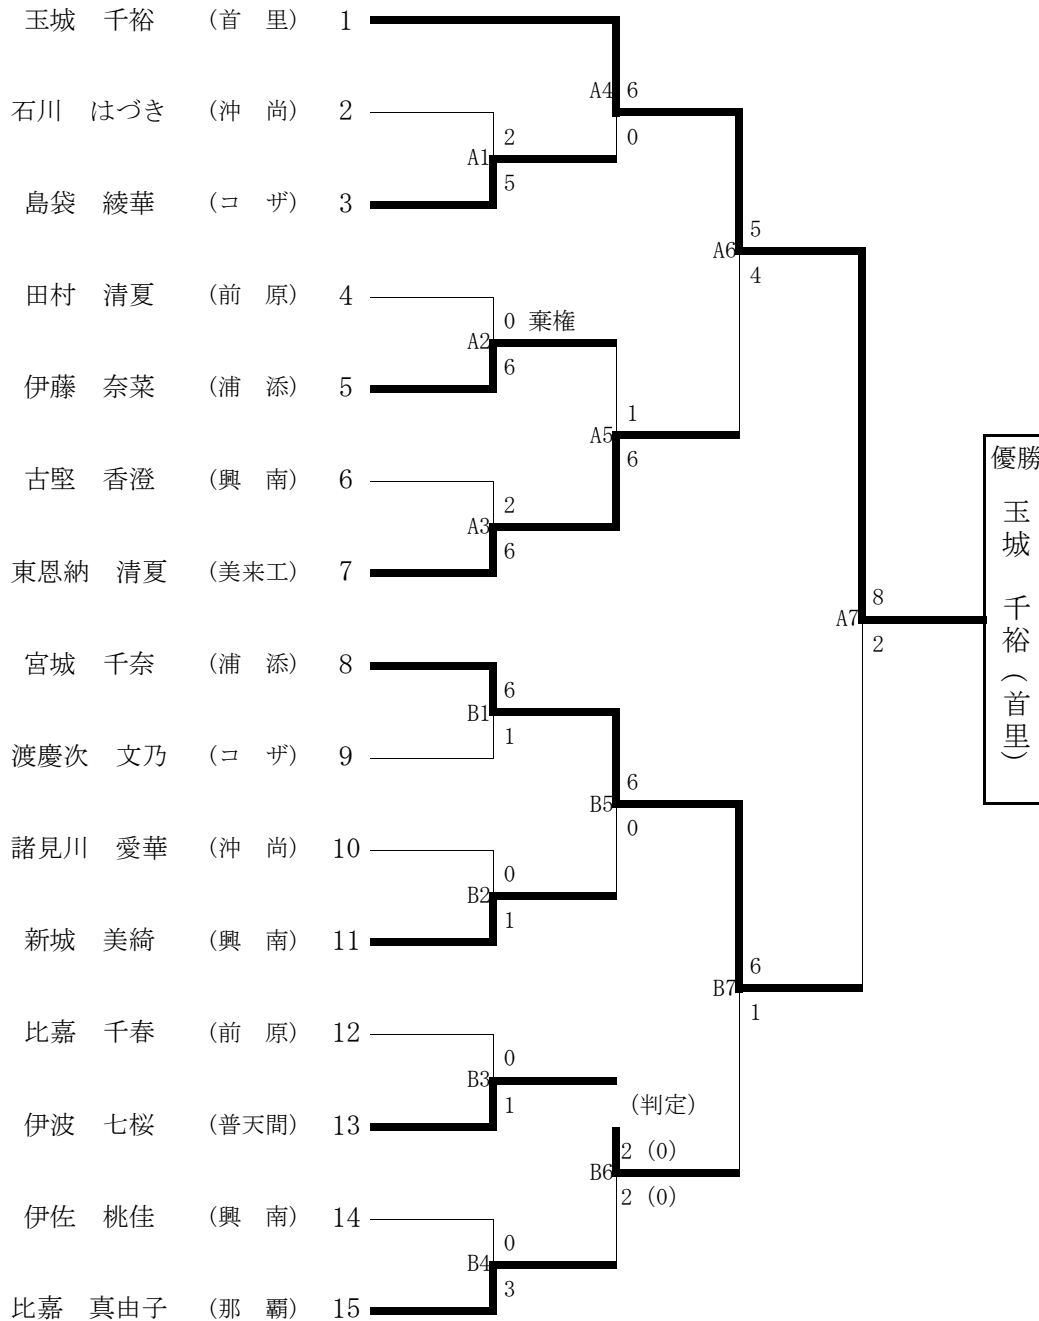 玉城　千裕　（首　里）　1
A4 6
石川　はづき　（沖　尚）　2
2
0
A1
5
島袋　綾華　（コ　ザ）　3
5
A6
4
田村　清夏　（前　原）　4
0 棄権
A2
6
伊藤　奈菜　（浦　添）　5
1
A5
6
古堅　香澄　（興　南）　6
2
A3
6
東恩納　清夏　（美来工）　7
優勝
玉城　千裕（首里）
8
A7
2
宮城　千奈　（浦　添）　8
6
B1
1
渡慶次　文乃　（コ　ザ）　9
6
B5
0
諸見川　愛華　（沖　尚）　10
0
B2
1
新城　美綺　（興　南）　11
6
B7
1
比嘉　千春　（前　原）　12
0
B3
1
（判定）
伊波　七桜　（普天間）　13
2（0）
B6
2（0）
伊佐　桃佳　（興　南）　14
0
B4
3
比嘉　真由子　（那　覇）　15